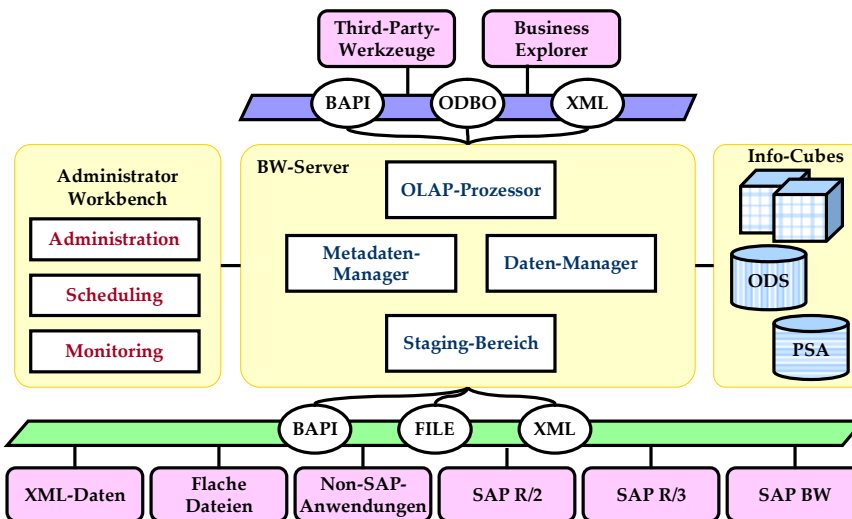 Third-Party-
Werkzeuge
Business
Explorer
BAPI
ODBO
XML
Administrator
Workbench
Administration
Scheduling
Monitoring
BW-Server
OLAP-Prozessor
Metadaten-
Manager
Daten-Manager
Staging-Bereich
Info-Cubes
ODS
PSA
BAPI
FILE
XML
XML-Daten
Flache
Dateien
Non-SAP-
Anwendungen
SAP R/2
SAP R/3
SAP BW